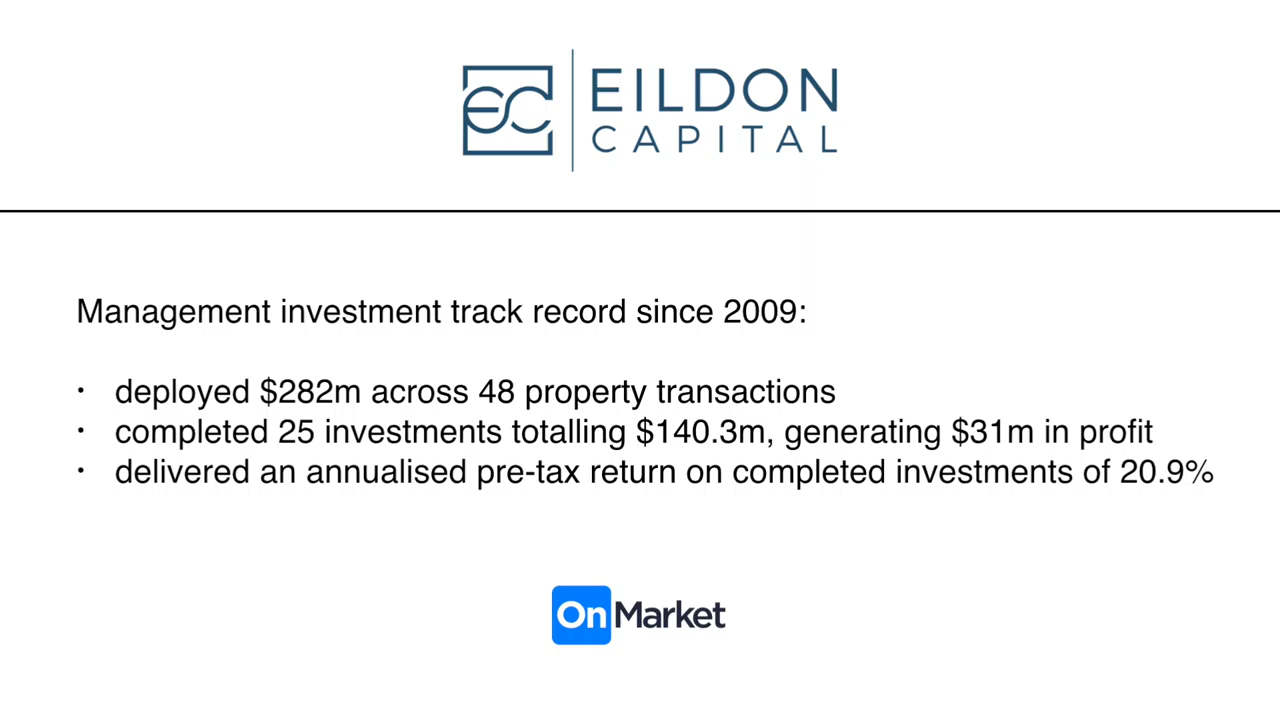 EC
EILDON
CAPITAL
Management investment track record since 2009:
· deployed $282m across 48 property transactions
· completed 25 investments totalling $140.3m, generating $31m in profit
· delivered an annualised pre-tax return on completed investments of 20.9%
OnMarket